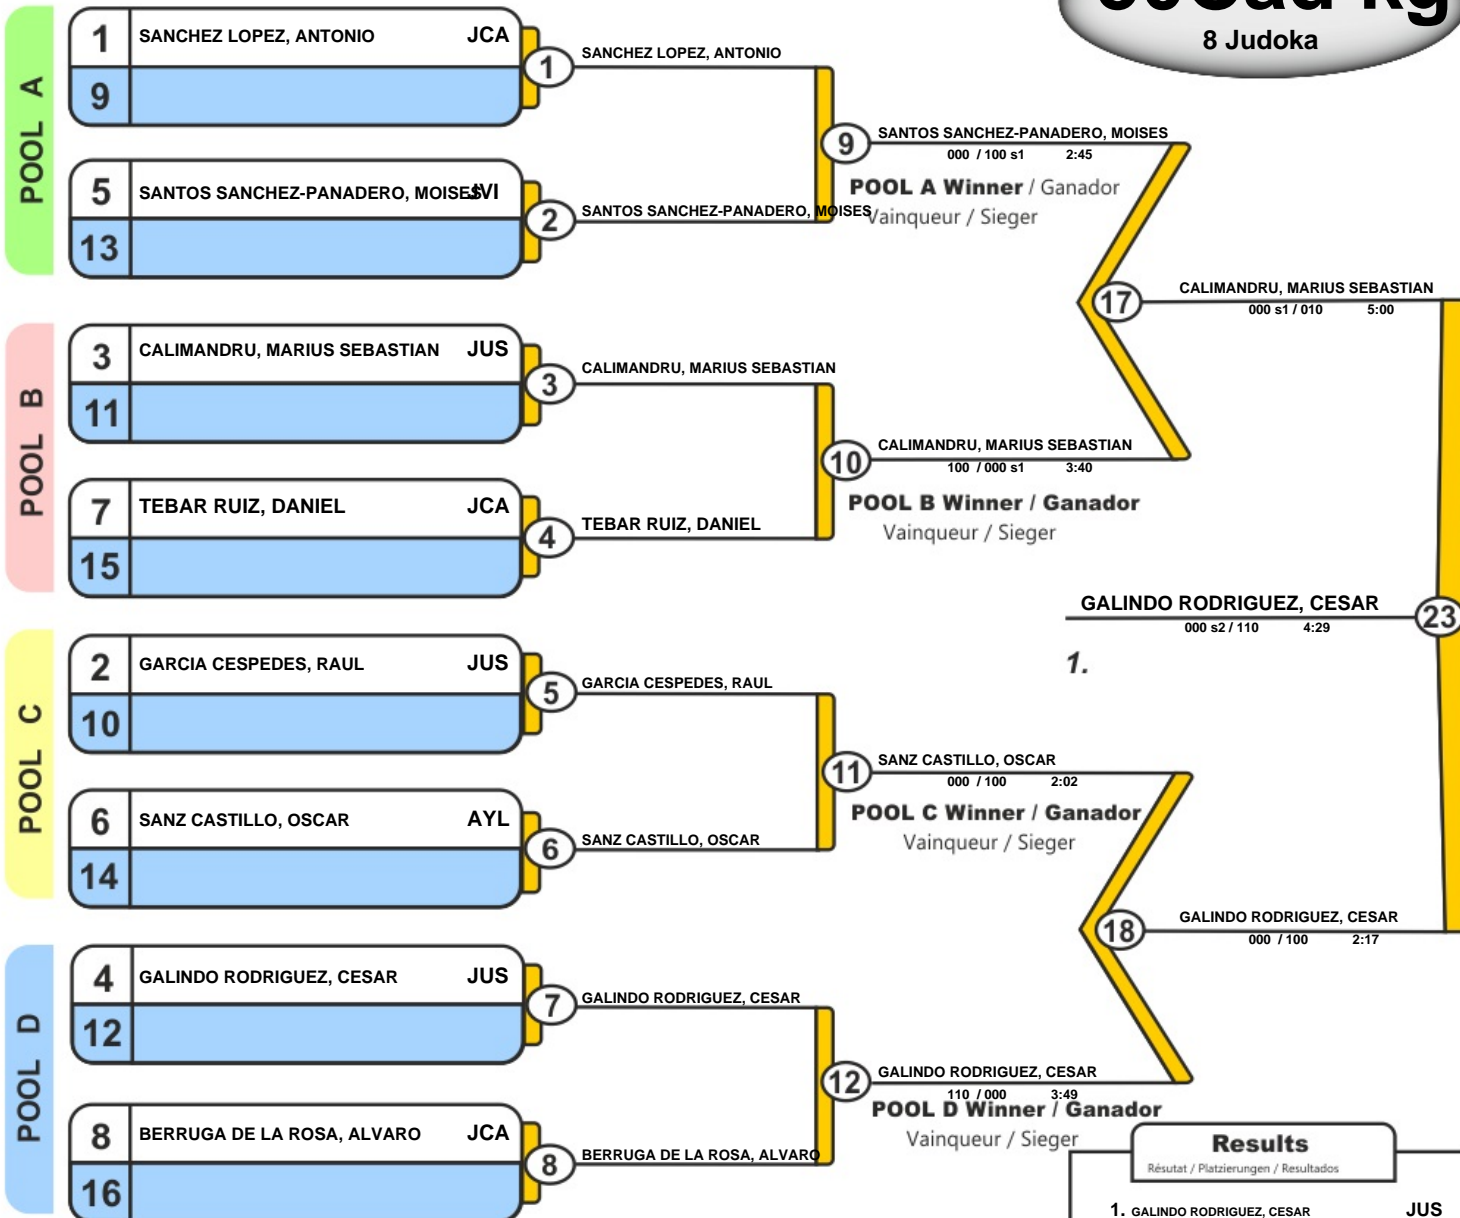 8 Judoka
POOL A
1 SANCHEZ LOPEZ, ANTONIO JCA
9
1 SANCHEZ LOPEZ, ANTONIO
5 SANTOS SANCHEZ-PANADERO, MOISES JVI
13
2 SANTOS SANCHEZ-PANADERO, MOISES
9 SANTOS SANCHEZ-PANADERO, MOISES
000 / 100 s1 2:45
POOL A Winner / Ganador
Vainqueur / Sieger
POOL B
3 CALIMANDRU, MARIUS SEBASTIAN JUS
11
3 CALIMANDRU, MARIUS SEBASTIAN
7 TEBAR RUIZ, DANIEL JCA
15
4 TEBAR RUIZ, DANIEL
10 CALIMANDRU, MARIUS SEBASTIAN
100 / 000 s1 3:40
POOL B Winner / Ganador
Vainqueur / Sieger
17 CALIMANDRU, MARIUS SEBASTIAN
000 s1 / 010 5:00
GALINDO RODRIGUEZ, CESAR 23
000 s2 / 110 4:29
1.
POOL C
2 GARCIA CESPEDES, RAUL JUS
10
5 GARCIA CESPEDES, RAUL
6 SANZ CASTILLO, OSCAR AYL
14
6 SANZ CASTILLO, OSCAR
11 SANZ CASTILLO, OSCAR
000 / 100 2:02
POOL C Winner / Ganador
Vainqueur / Sieger
18 GALINDO RODRIGUEZ, CESAR
000 / 100 2:17
POOL D
4 GALINDO RODRIGUEZ, CESAR JUS
12
7 GALINDO RODRIGUEZ, CESAR
8 BERRUGA DE LA ROSA, ALVARO JCA
16
8 BERRUGA DE LA ROSA, ALVARO
12 GALINDO RODRIGUEZ, CESAR
110 / 000 3:49
POOL D Winner / Ganador
Vainqueur / Sieger
Results
Résutat / Platzierungen / Resultados
1. GALINDO RODRIGUEZ, CESAR JUS